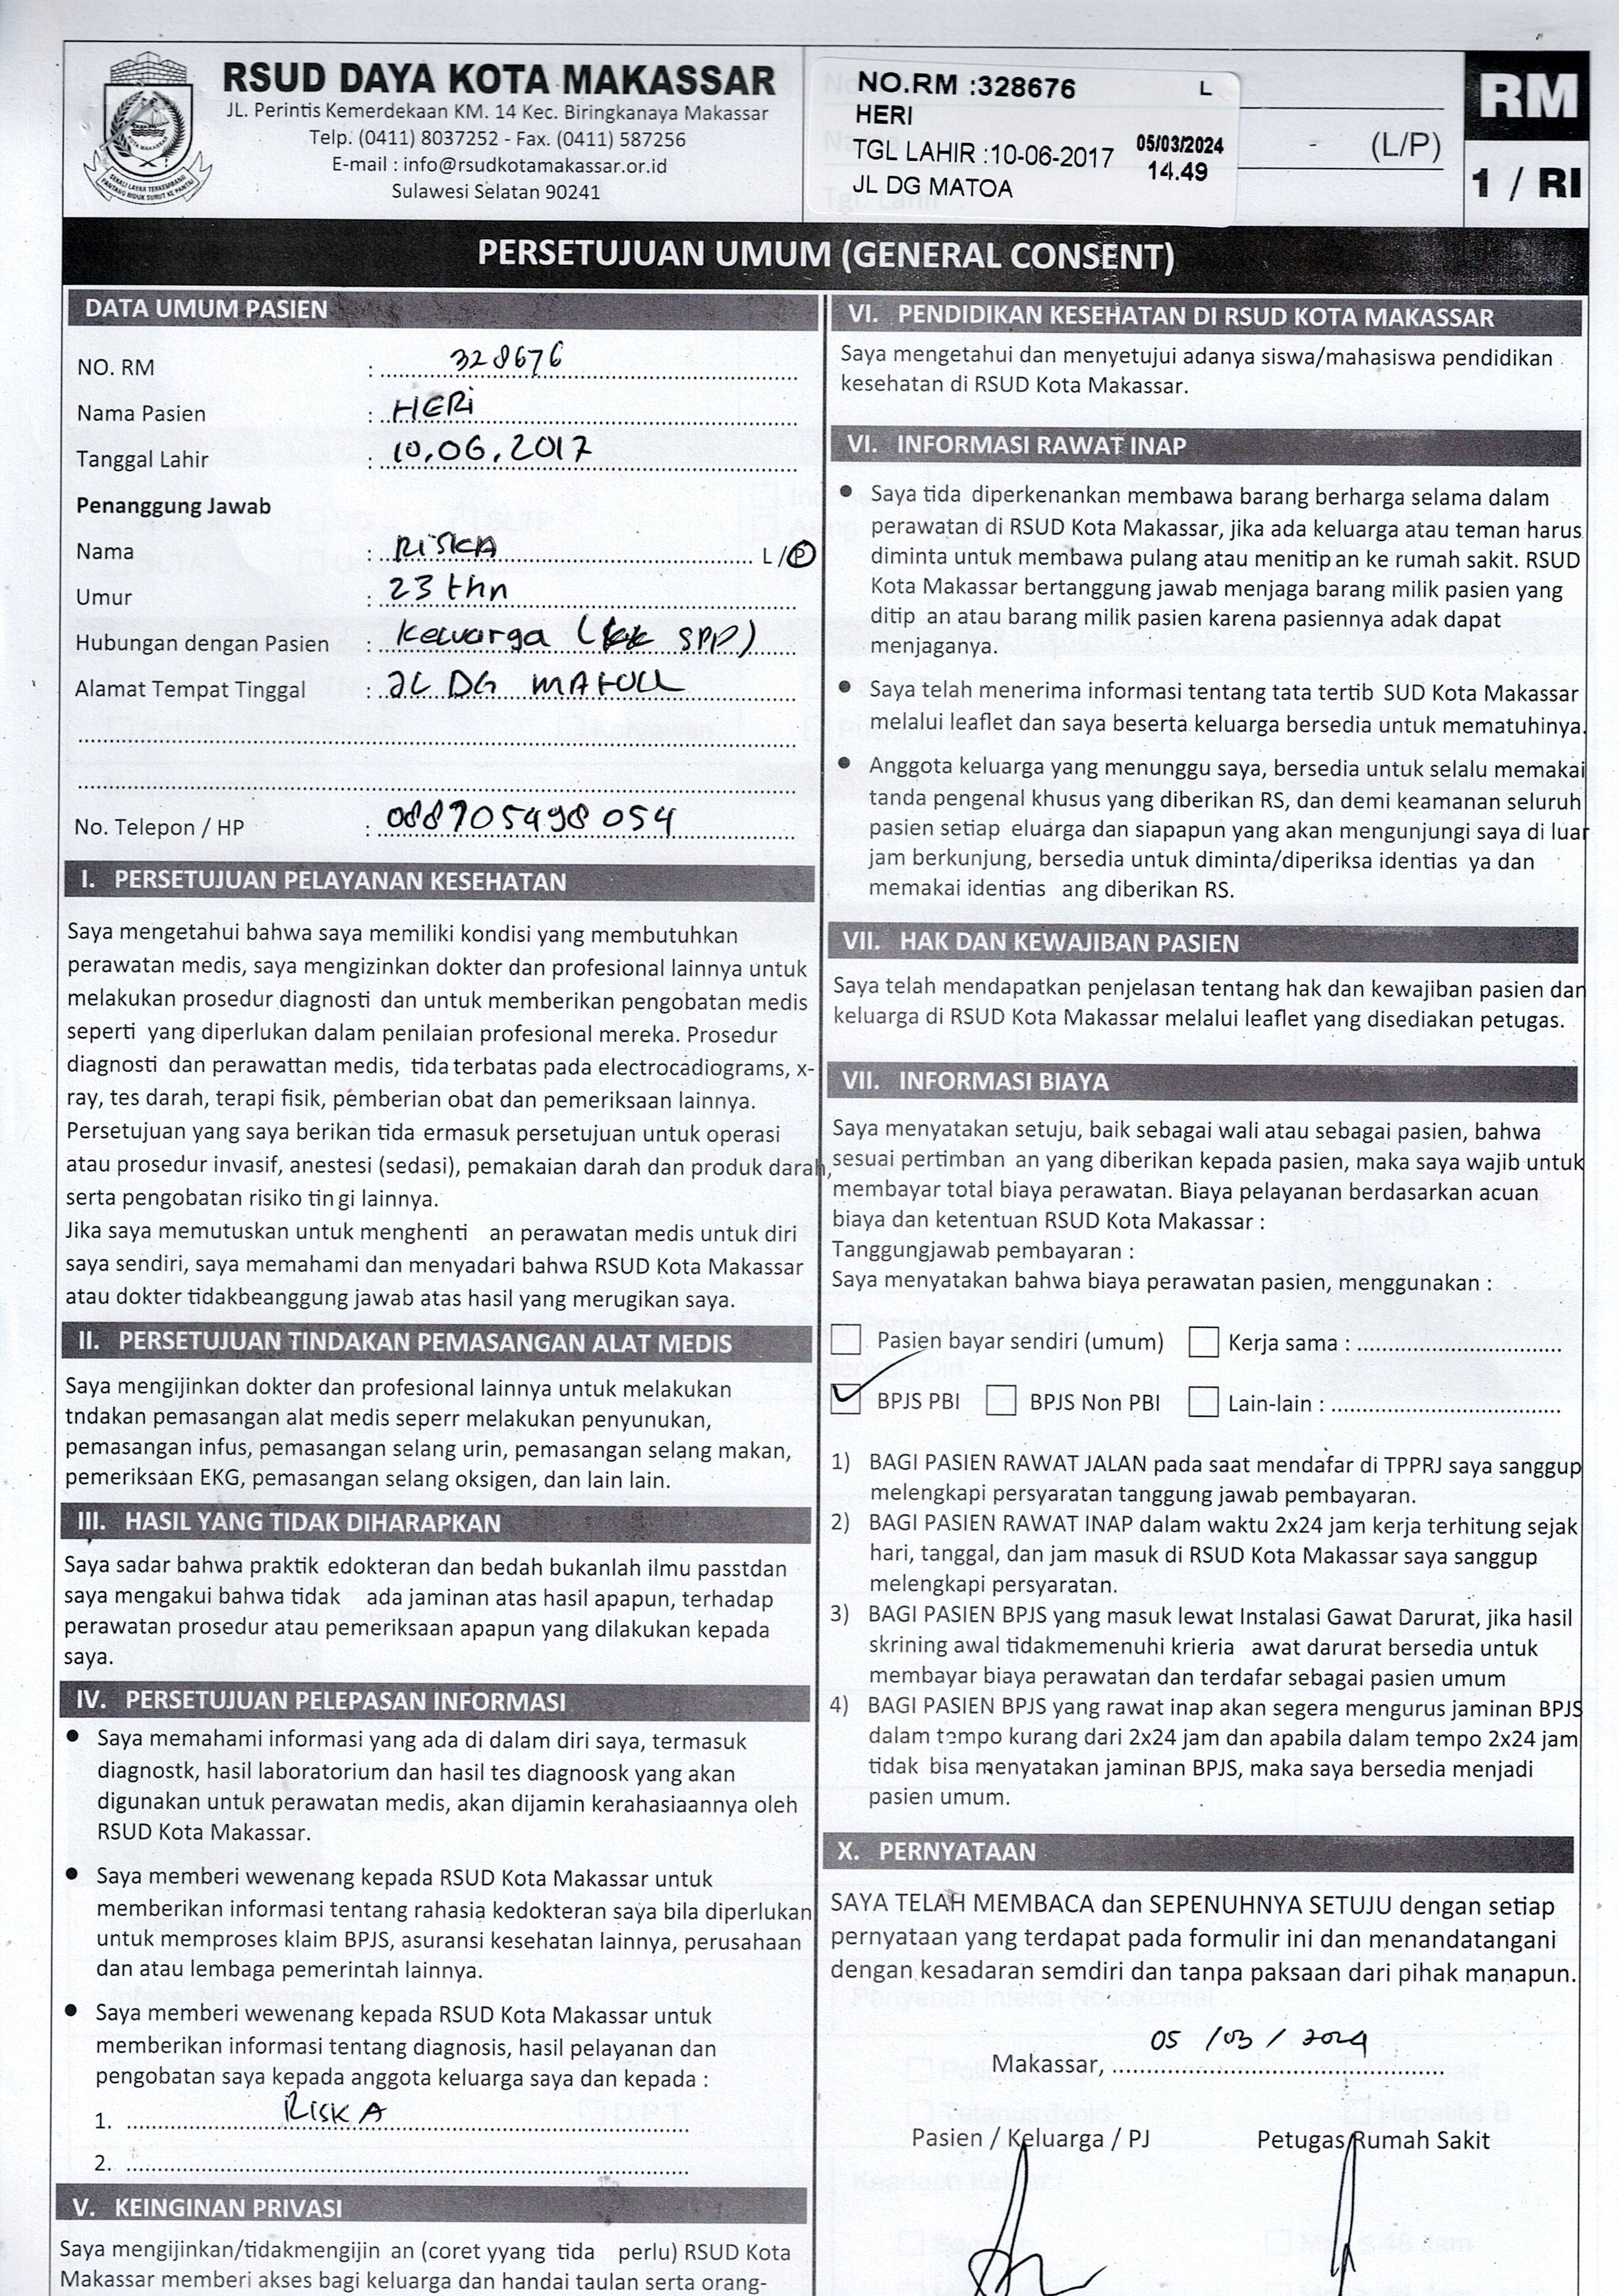 RSUD DAYA KOTA MAKASSAR
JL. Perintis Kemerdekaan KM. 14 Kec. Biringkanaya Makassar
Telp. (0411) 8037252 - Fax. (0411) 587256
E-mail : info@rsudkotamakassar.or.id
Sulawesi Selatan 90241
NO.RM :328676 L
HERI
TGL LAHIR :10-06-2017 05/03/2024
14.49
JL DG MATOA
(L/P)
RM
1 / RI
PERSETUJUAN UMUM (GENERAL CONSENT)
DATA UMUM PASIEN
NO. RM : 328676
Nama Pasien : HERI
Tanggal Lahir : 10.06.2017
Penanggung Jawab
Nama : RISKA L/P
Umur : 23 thn
Hubungan dengan Pasien : Keluarga (kk SPP)
Alamat Tempat Tinggal : JL DG
No. Telepon / HP : 088705498054
I. PERSETUJUAN PELAYANAN KESEHATAN
Saya mengetahui bahwa saya memiliki kondisi yang membutuhkan
perawatan medis, saya mengizinkan dokter dan profesional lainnya untuk
melakukan prosedur diagnosti dan untuk memberikan pengobatan medis
seperti yang diperlukan dalam penilaian profesional mereka. Prosedur
diagnosti dan perawattan medis, tida terbatas pada electrocadiograms, x-
ray, tes darah, terapi fisik, pemberian obat dan pemeriksaan lainnya.
Persetujuan yang saya berikan tida ermasuk persetujuan untuk operasi
atau prosedur invasif, anestesi (sedasi), pemakaian darah dan produk darah,
serta pengobatan risiko tin gi lainnya.
Jika saya memutuskan untuk menghenti an perawatan medis untuk diri
saya sendiri, saya memahami dan menyadari bahwa RSUD Kota Makassar
atau dokter tidakbeanggung jawab atas hasil yang merugikan saya.
II. PERSETUJUAN TINDAKAN PEMASANGAN ALAT MEDIS
Saya mengijinkan dokter dan profesional lainnya untuk melakukan
tndakan pemasangan alat medis seperr melakukan penyunukan,
pemasangan infus, pemasangan selang urin, pemasangan selang makan,
pemeriksaan EKG, pemasangan selang oksigen, dan lain lain.
III. HASIL YANG TIDAK DIHARAPKAN
Saya sadar bahwa praktik edokteran dan bedah bukanlah ilmu passtdan
saya mengakui bahwa tidak ada jaminan atas hasil apapun, terhadap
perawatan prosedur atau pemeriksaan apapun yang dilakukan kepada
saya.
IV. PERSETUJUAN PELEPASAN INFORMASI
● Saya memahami informasi yang ada di dalam diri saya, termasuk
diagnostk, hasil laboratorium dan hasil tes diagnoosk yang akan
digunakan untuk perawatan medis, akan dijamin kerahasiaannya oleh
RSUD Kota Makassar.
● Saya memberi wewenang kepada RSUD Kota Makassar untuk
memberikan informasi tentang rahasia kedokteran saya bila diperlukan
untuk memproses klaim BPJS, asuransi kesehatan lainnya, perusahaan
dan atau lembaga pemerintah lainnya.
● Saya memberi wewenang kepada RSUD Kota Makassar untuk
memberikan informasi tentang diagnosis, hasil pelayanan dan
pengobatan saya kepada anggota keluarga saya dan kepada :
1. RISKA
2.
V. KEINGINAN PRIVASI
Saya mengijinkan/tidakmengijin an (coret yyang tida perlu) RSUD Kota
Makassar memberi akses bagi keluarga dan handai taulan serta orang-
VI. PENDIDIKAN KESEHATAN DI RSUD KOTA MAKASSAR
Saya mengetahui dan menyetujui adanya siswa/mahasiswa pendidikan
kesehatan di RSUD Kota Makassar.
VI. INFORMASI RAWAT INAP
● Saya tida diperkenankan membawa barang berharga selama dalam
perawatan di RSUD Kota Makassar, jika ada keluarga atau teman harus
diminta untuk membawa pulang atau menitip an ke rumah sakit. RSUD
Kota Makassar bertanggung jawab menjaga barang milik pasien yang
ditip an atau barang milik pasien karena pasiennya adak dapat
menjaganya.
● Saya telah menerima informasi tentang tata tertib SUD Kota Makassar
melalui leaflet dan saya beserta keluarga bersedia untuk mematuhinya.
● Anggota keluarga yang menunggu saya, bersedia untuk selalu memakai
tanda pengenal khusus yang diberikan RS, dan demi keamanan seluruh
pasien setiap eluarga dan siapapun yang akan mengunjungi saya di luar
jam berkunjung, bersedia untuk diminta/diperiksa identias ya dan
memakai identias ang diberikan RS.
VII. HAK DAN KEWAJIBAN PASIEN
Saya telah mendapatkan penjelasan tentang hak dan kewajiban pasien dan
keluarga di RSUD Kota Makassar melalui leaflet yang disediakan petugas.
VII. INFORMASI BIAYA
Saya menyatakan setuju, baik sebagai wali atau sebagai pasien, bahwa
sesuai pertimban an yang diberikan kepada pasien, maka saya wajib untuk
membayar total biaya perawatan. Biaya pelayanan berdasarkan acuan
biaya dan ketentuan RSUD Kota Makassar :
Tanggungjawab pembayaran :
Saya menyatakan bahwa biaya perawatan pasien, menggunakan :
Pasien bayar sendiri (umum) Kerja sama :
BPJS PBI BPJS Non PBI Lain-lain :
1) BAGI PASIEN RAWAT JALAN pada saat mendafar di TPPRJ saya sanggup
melengkapi persyaratan tanggung jawab pembayaran.
2) BAGI PASIEN RAWAT INAP dalam waktu 2x24 jam kerja terhitung sejak
hari, tanggal, dan jam masuk di RSUD Kota Makassar saya sanggup
melengkapi persyaratan.
3) BAGI PASIEN BPJS yang masuk lewat Instalasi Gawat Darurat, jika hasil
skrining awal tidakmemenuhi krieria awat darurat bersedia untuk
membayar biaya perawatan dan terdafar sebagai pasien umum
4) BAGI PASIEN BPJS yang rawat inap akan segera mengurus jaminan BPJS
dalam tempo kurang dari 2x24 jam dan apabila dalam tempo 2x24 jam
tidak bisa menyatakan jaminan BPJS, maka saya bersedia menjadi
pasien umum.
X. PERNYATAAN
SAYA TELAH MEMBACA dan SEPENUHNYA SETUJU dengan setiap
pernyataan yang terdapat pada formulir ini dan menandatangani
dengan kesadaran semdiri dan tanpa paksaan dari pihak manapun.
Makassar, 05 /03 / 2024
Pasien / Keluarga / PJ Petugas Rumah Sakit